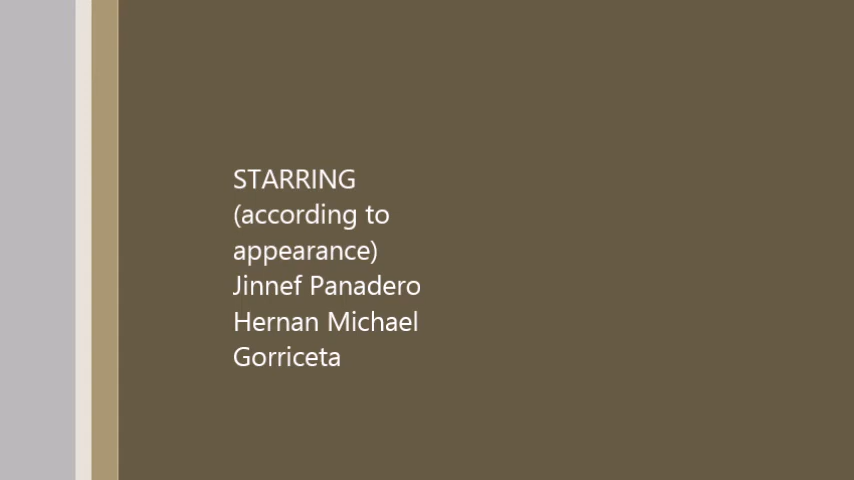 STARRING
(according to
appearance)
Jinnef Panadero
Hernan Michael
Gorriceta